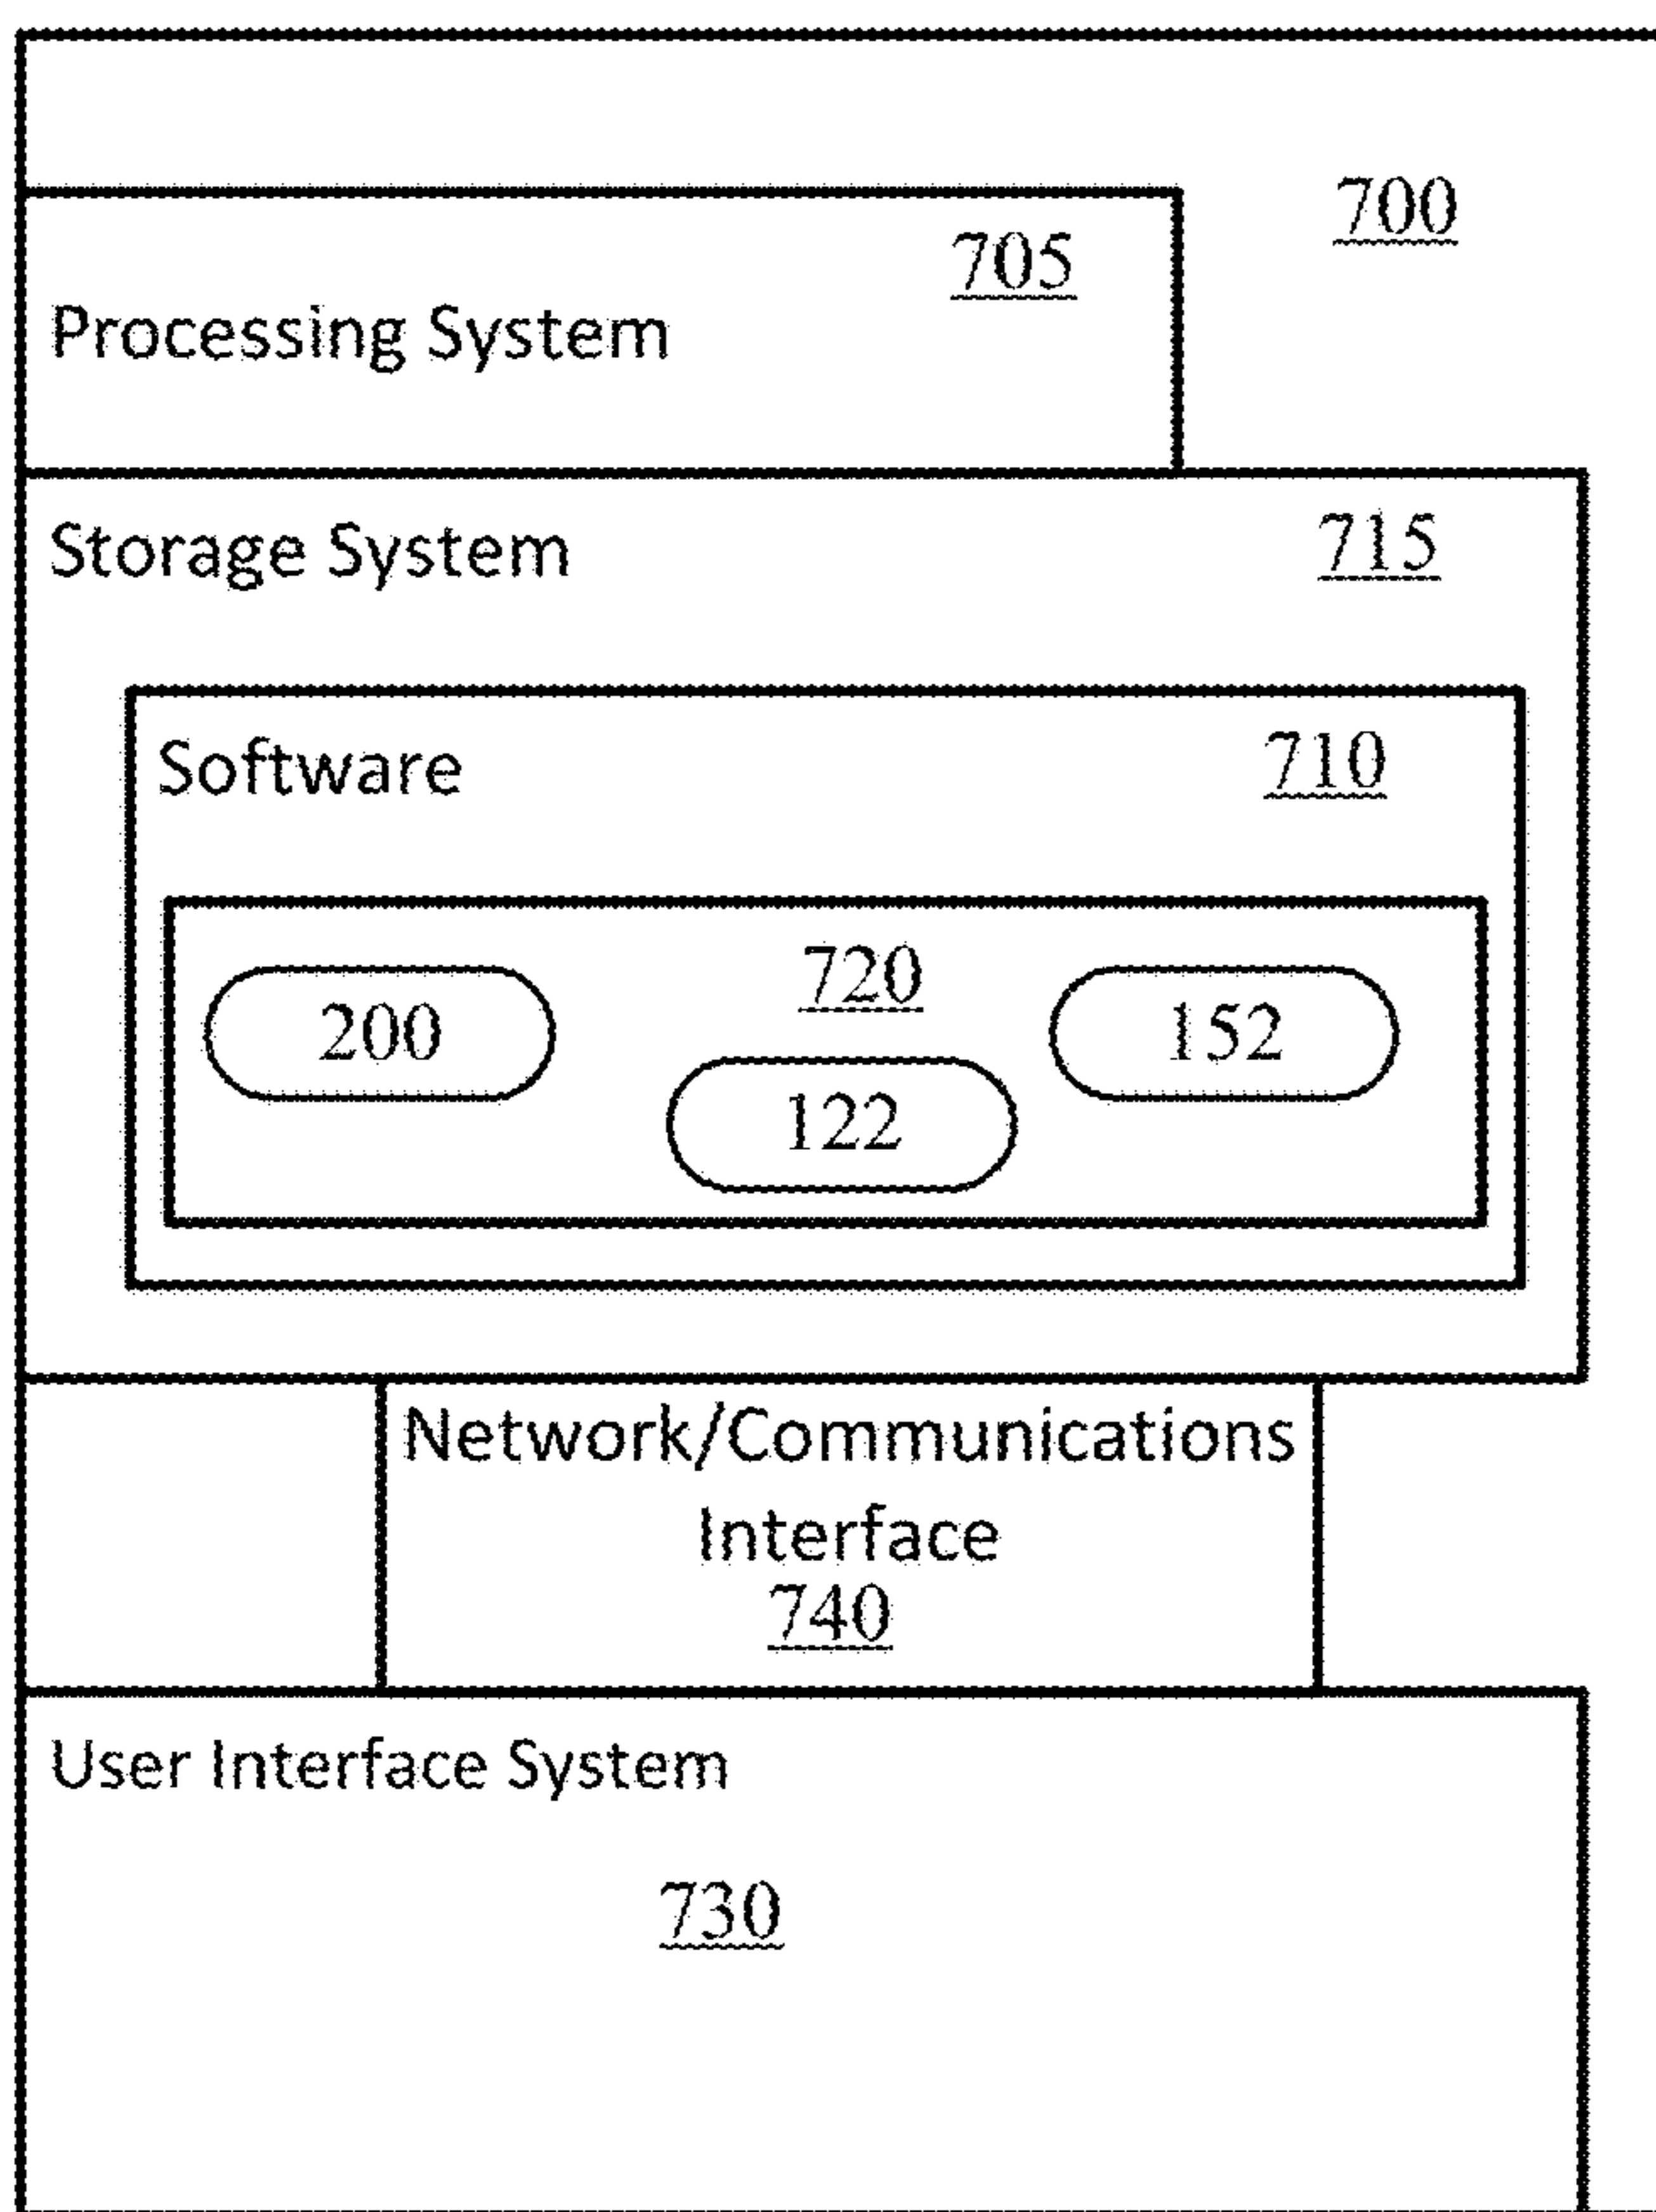 700
705
Processing System
Storage System
715
Software
710
720
200
152
122
Network/Communications
Interface
740
User Interface System
730